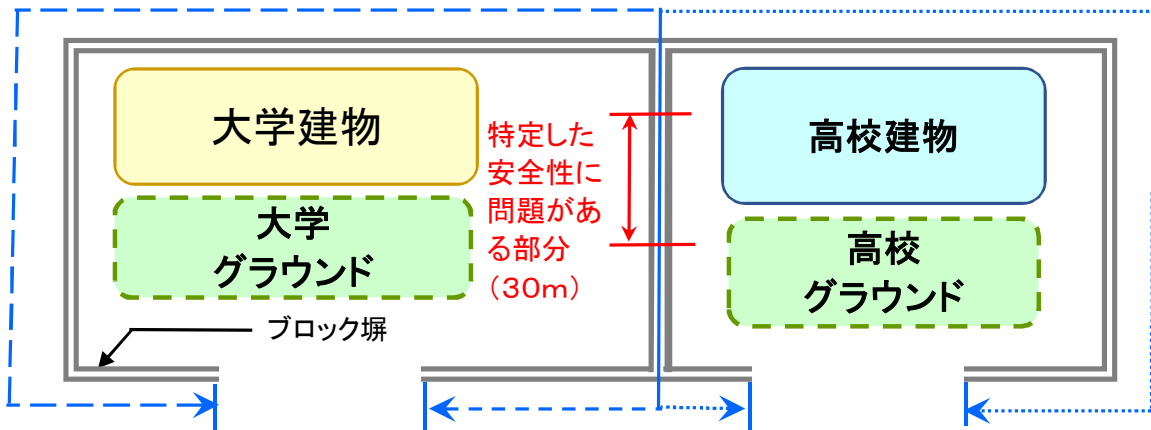 大学建物
大学
グラウンド
ブロック塀
特定した
安全性に
問題があ
る部分
（30m）
高校建物
高校
グラウンド